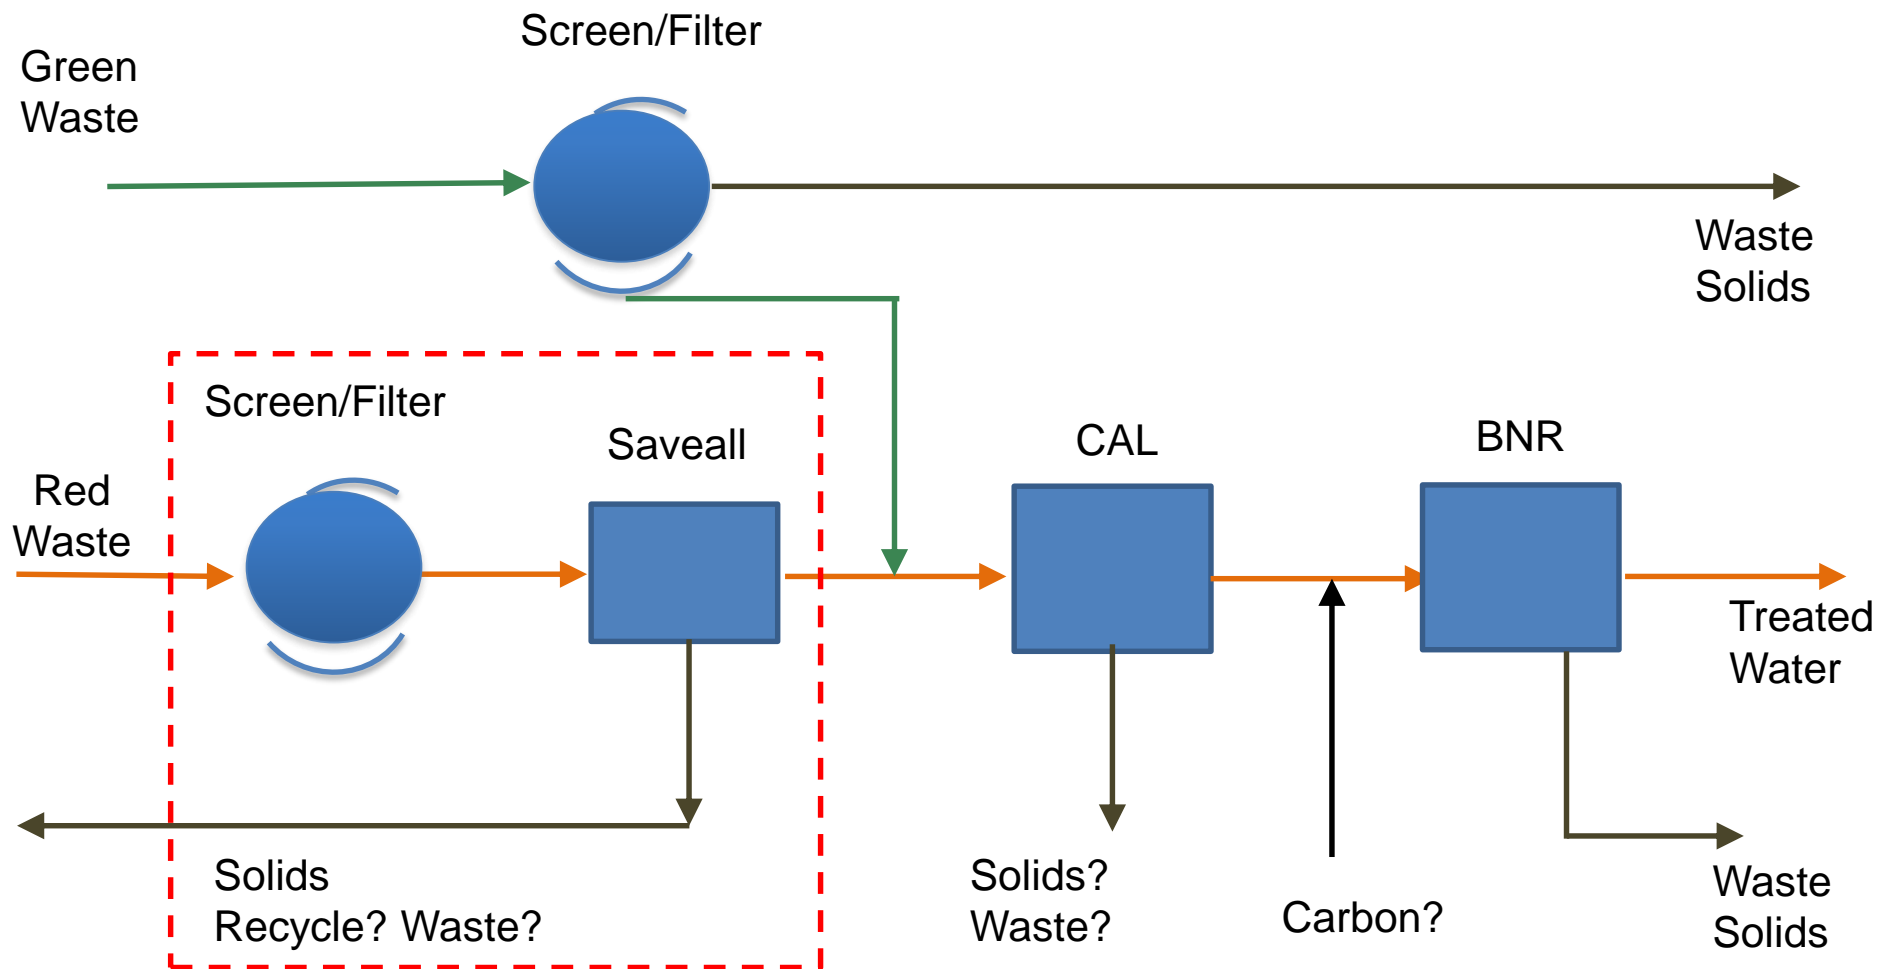 Screen/Filter
Green
Waste
Waste
Solids
Screen/Filter
Saveall
CAL
BNR
Red
Waste
Treated
Water
Solids
Recycle? Waste?
Solids?
Waste?
Carbon?
Waste
Solids